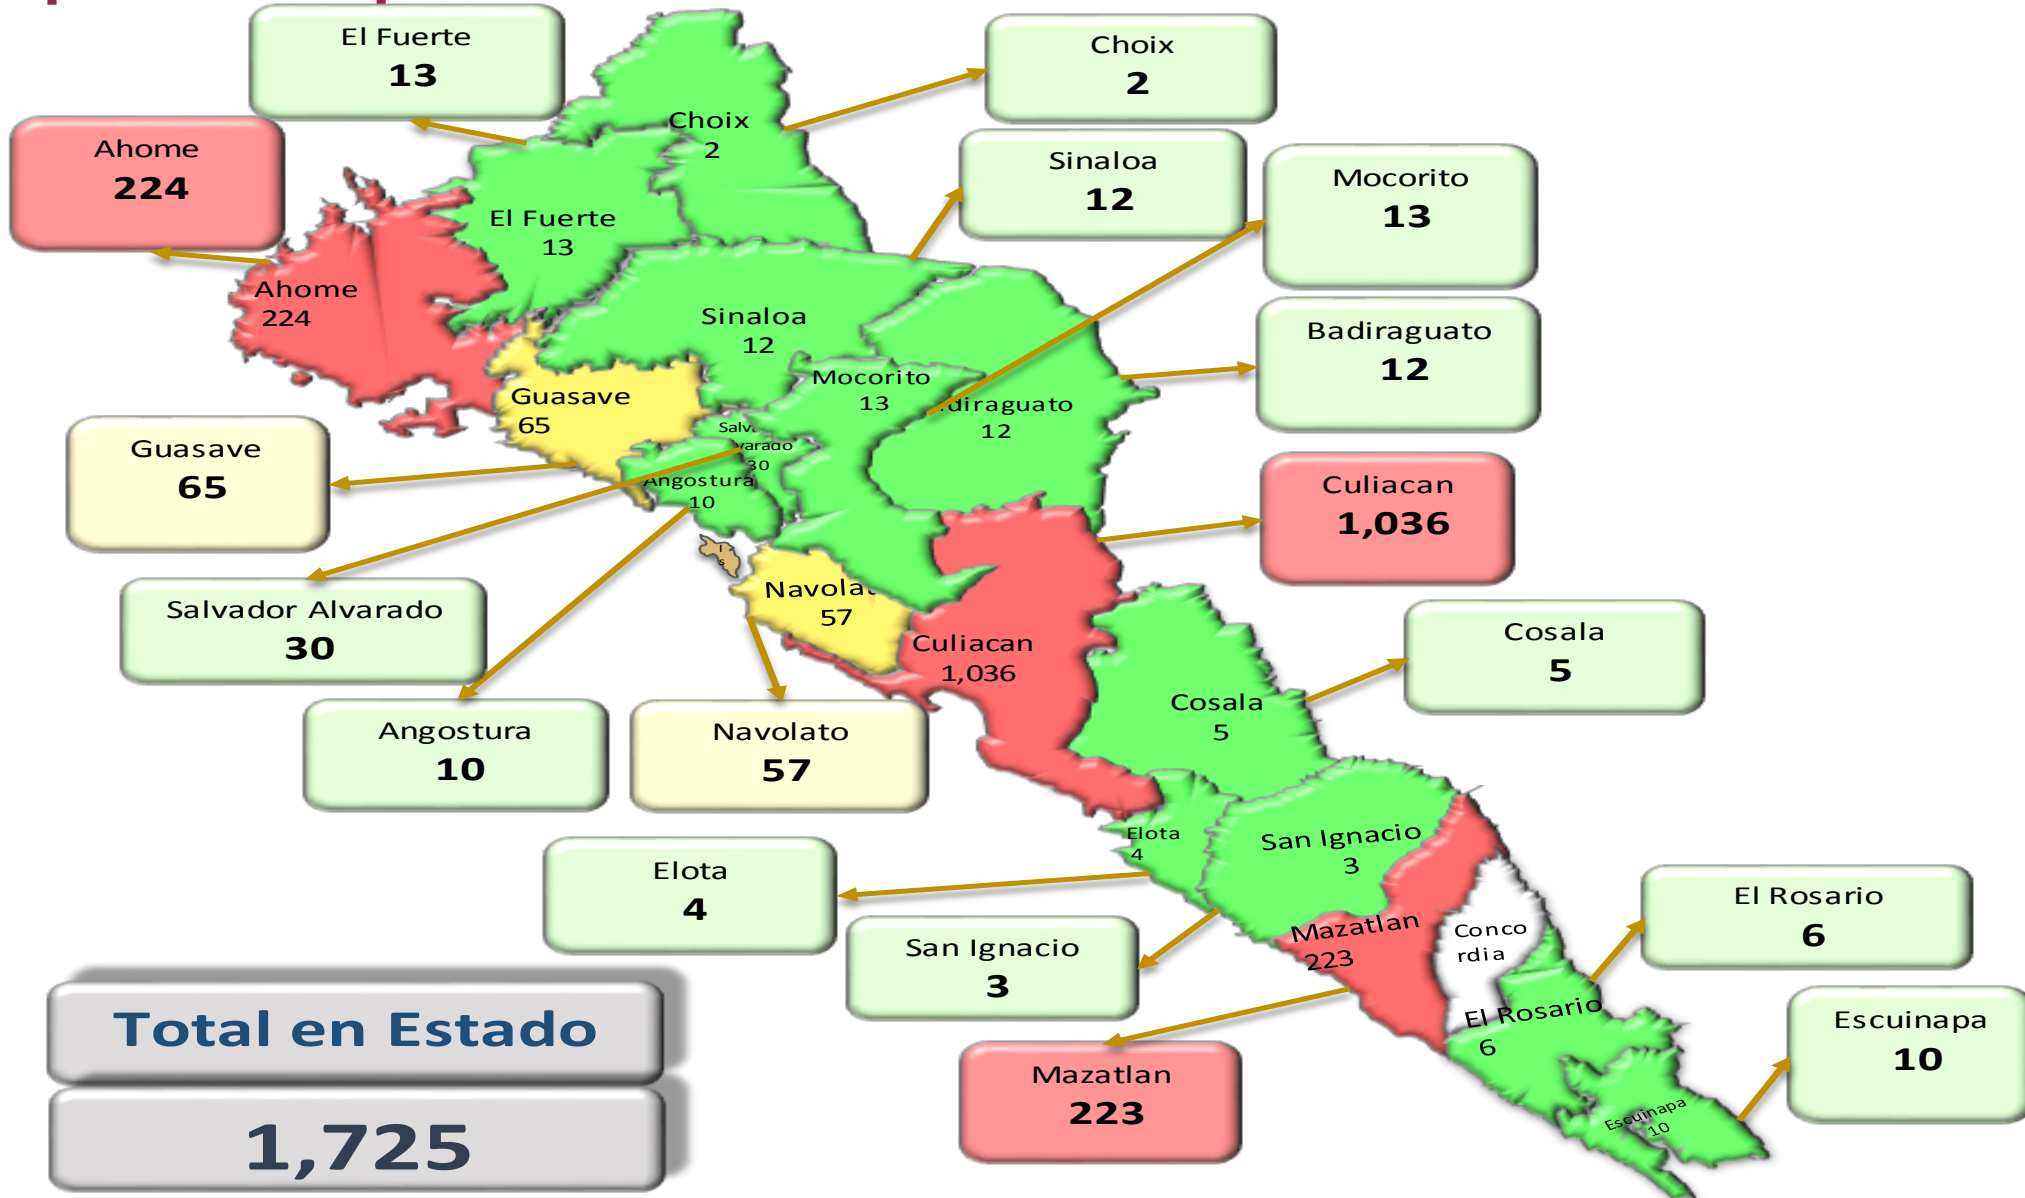 El Fuerte
13
Choix
2
Ahome
224
Sinaloa
12
Mocorito
13
Badiraguato
12
Guasave
65
Culiacan
1,036
Salvador Alvarado
30
Cosala
5
Angostura
10
Navolato
57
Elota
4
San Ignacio
3
El Rosario
6
Mazatlan
223
Escuinapa
10
Choix
2
El Fuerte
13
Ahome
224
Sinaloa
12
Mocorito
13
diraguato
12
Guasave
65
Salv
varado
30
Angostura
10
Navolat
57
Culiacan
1,036
Cosala
5
Elota
4
San Ignacio
3
Mazatlan
223
Conco
rdia
El Rosario
6
Escuinapa
10
Total en Estado
1,725